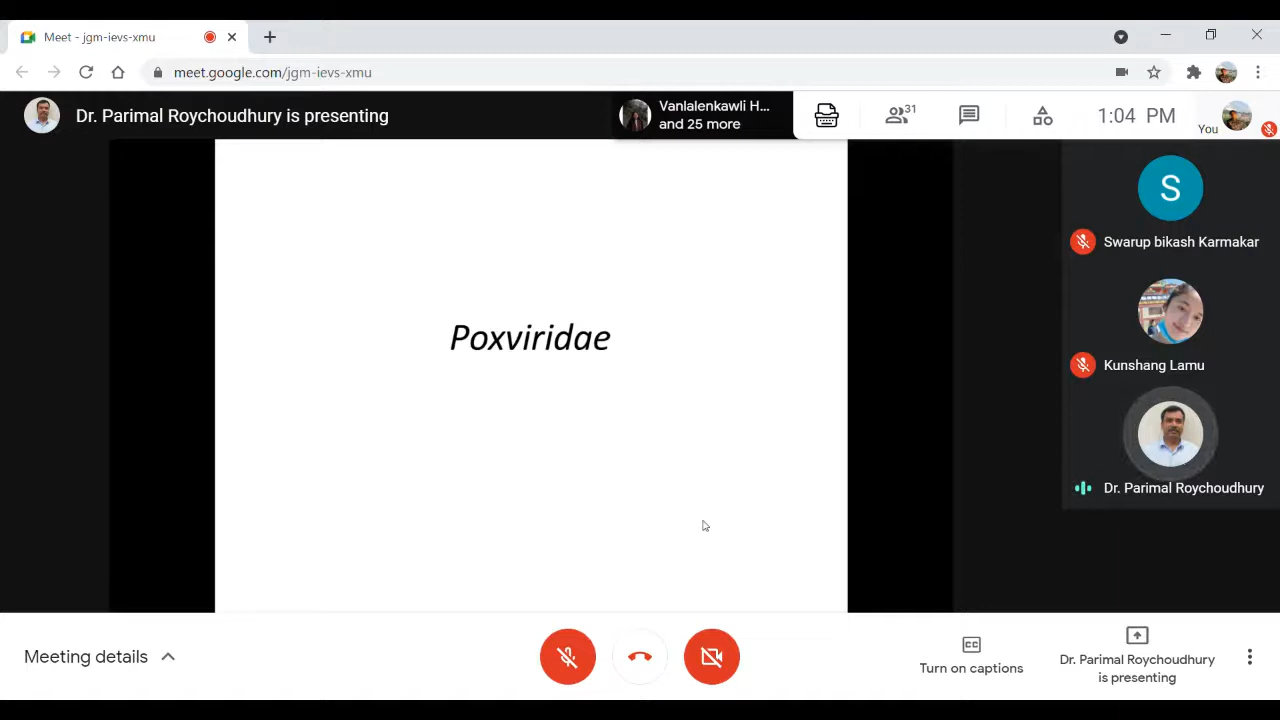 Meet - jgm-ievs-xmu
meet.google.com/jgm-ievs-xmu
Dr. Parimal Roychoudhury is presenting
Vanlalenkawli H...
and 25 more
31
1:04 PM
You
S
Swarup bikash Karmakar
Kunshang Lamu
Dr. Parimal Roychoudhury
Poxviridae
Meeting details
CC
Turn on captions
Dr. Parimal Roychoudhury
is presenting